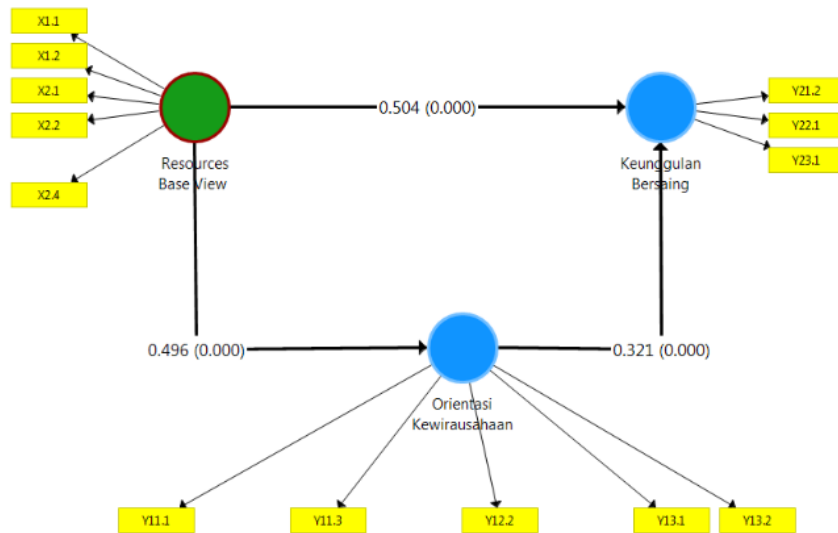 X1.1
X1.2
X2.1
X2.2
X2.4
Resources
Base View
0.504 (0.000)
Keunggulan
Bersaing
Y21.2
Y22.1
Y23.1
0.496 (0.000)
Orientasi
Kewirausahaan
0.321 (0.000)
Y11.1
Y11.3
Y12.2
Y13.1
Y13.2